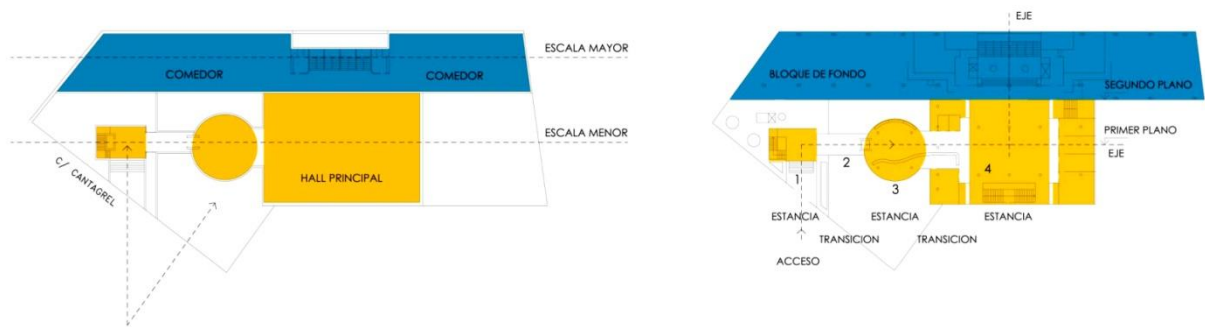 ESCALA MAYOR
COMEDOR
COMEDOR
ESCALA MENOR
C/ CANTAGREL
HALL PRINCIPAL
EJE
BLOQUE DE FONDO
SEGUNDO PLANO
PRIMER PLANO
EJE
1
2
3
4
ESTANCIA
ESTANCIA
ESTANCIA
TRANSICION
TRANSICION
ACCESO